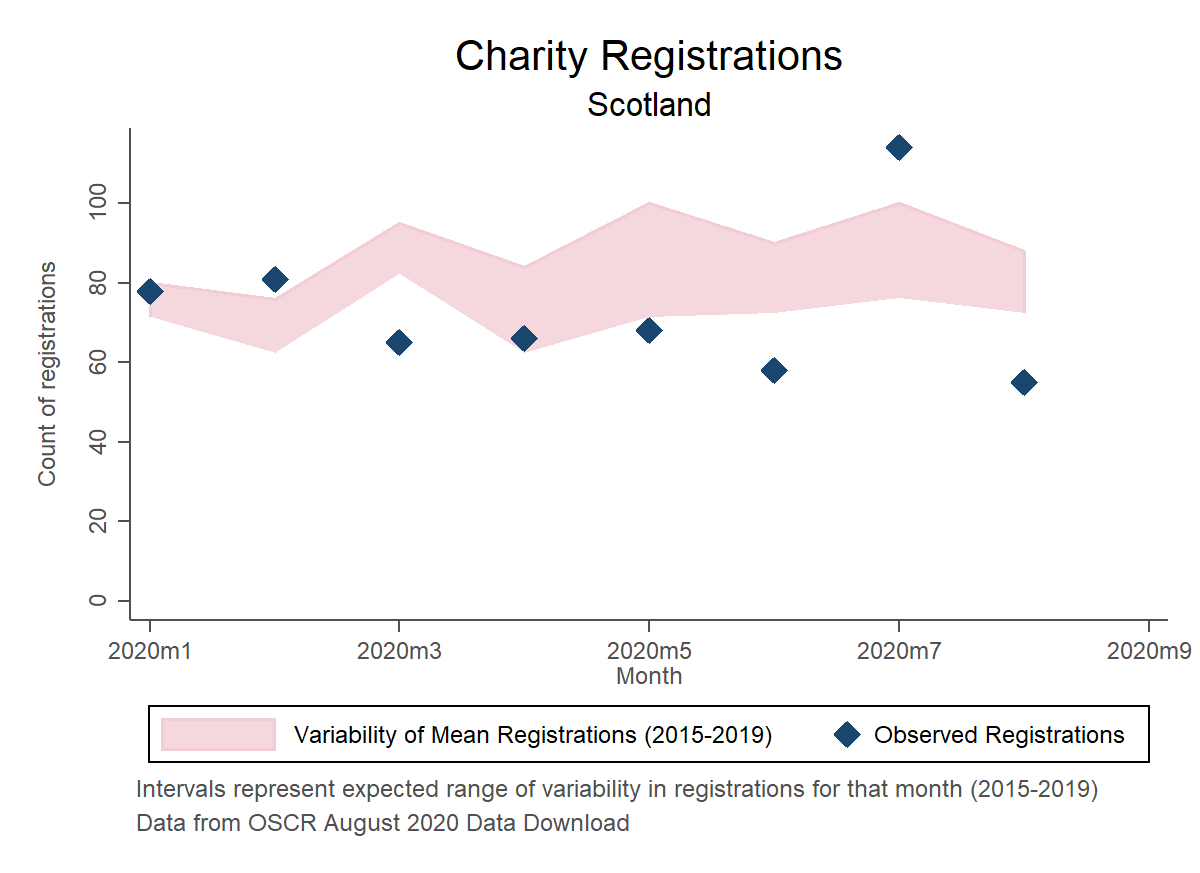 Charity Registrations
Scotland
Count of registrations
100
80
60
40
20
0
2020m1 2020m3 2020m5 2020m7 2020m9
Month
Variability of Mean Registrations (2015-2019) Observed Registrations
Intervals represent expected range of variability in registrations for that month (2015-2019)
Data from OSCR August 2020 Data Download